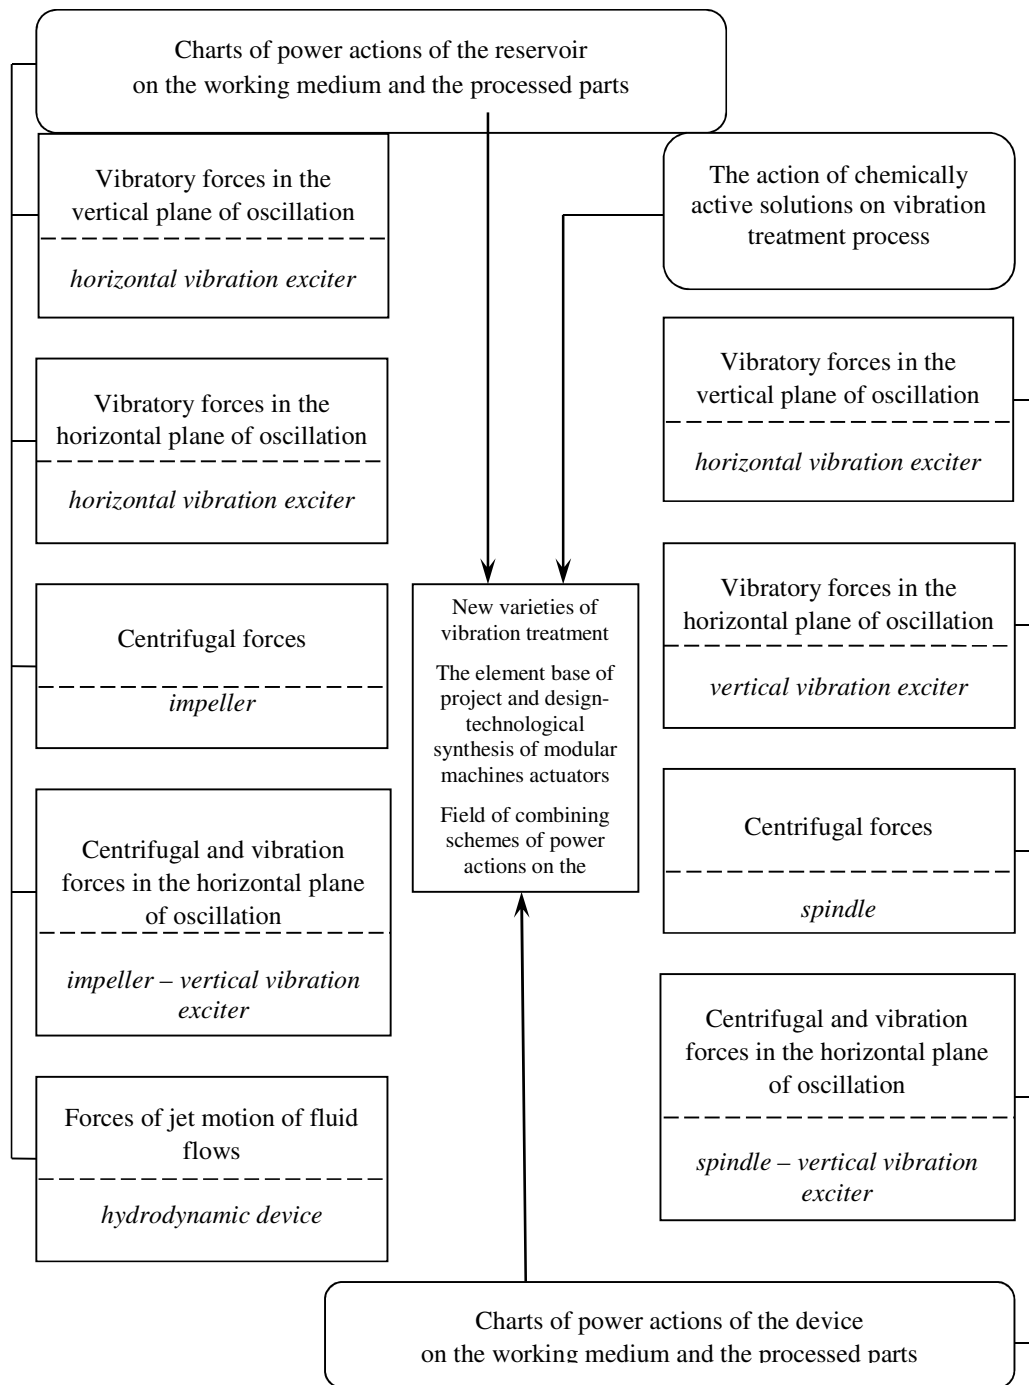 Charts of power actions of the reservoir
on the working medium and the processed parts
Vibratory forces in the
vertical plane of oscillation
horizontal vibration exciter
Vibratory forces in the
horizontal plane of oscillation
horizontal vibration exciter
Centrifugal forces
impeller
Centrifugal and vibration
forces in the horizontal plane
of oscillation
impeller – vertical vibration
exciter
Forces of jet motion of fluid
flows
hydrodynamic device
New varieties of
vibration treatment
The element base of
project and design-
technological
synthesis of modular
machines actuators
Field of combining
schemes of power
actions on the
The action of chemically
active solutions on vibration
treatment process
Vibratory forces in the
vertical plane of oscillation
horizontal vibration exciter
Vibratory forces in the
horizontal plane of oscillation
vertical vibration exciter
Centrifugal forces
spindle
Centrifugal and vibration
forces in the horizontal plane
of oscillation
spindle – vertical vibration
exciter
Charts of power actions of the device
on the working medium and the processed parts